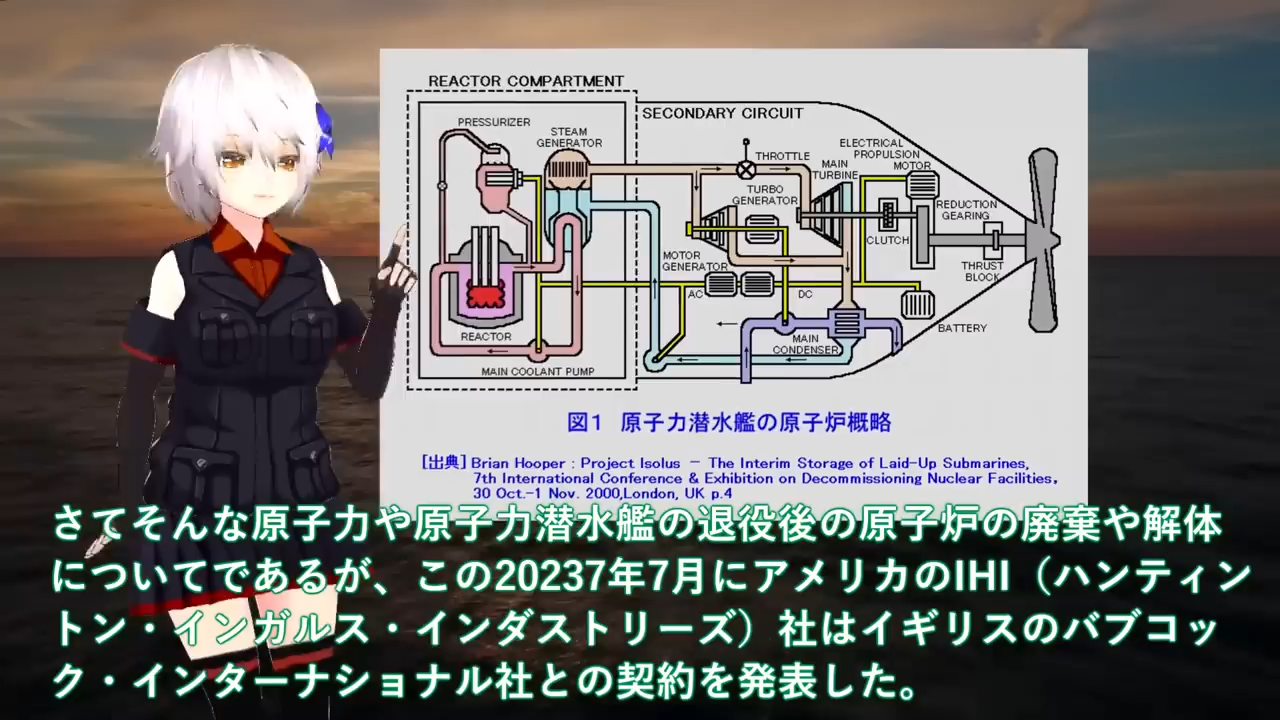 REACTOR COMPARTMENT
SECONDARY CIRCUIT
PRESSURIZER
STEAM
GENERATOR
THROTTLE
ELECTRICAL
PROPULSION
MOTOR
MAIN
TURBINE
TURBO
GENERATOR
REDUCTION
GEARING
CLUTCH
MOTOR
GENERATOR
THRUST
BLOCK
AC
DC
BATTERY
REACTOR
MAIN
CONDENSER
MAIN COOLANT PUMP
図1 原子力潜水艦の原子炉概略
[出典] Brian Hooper : Project Isolus − The Interim Storage of Laid-Up Submarines,
7th International Conference & Exhibition on Decommissioning Nuclear Facilities,
30 Oct.-1 Nov. 2000,London, UK p.4
さてそんな原子力や原子力潜水艦の退役後の原子炉の廃棄や解体
についてであるが、この20237年7月にアメリカのIHI（ハンティン
トン・インガルス・インダストリーズ）社はイギリスのバブコッ
ク・インターナショナル社との契約を発表した。